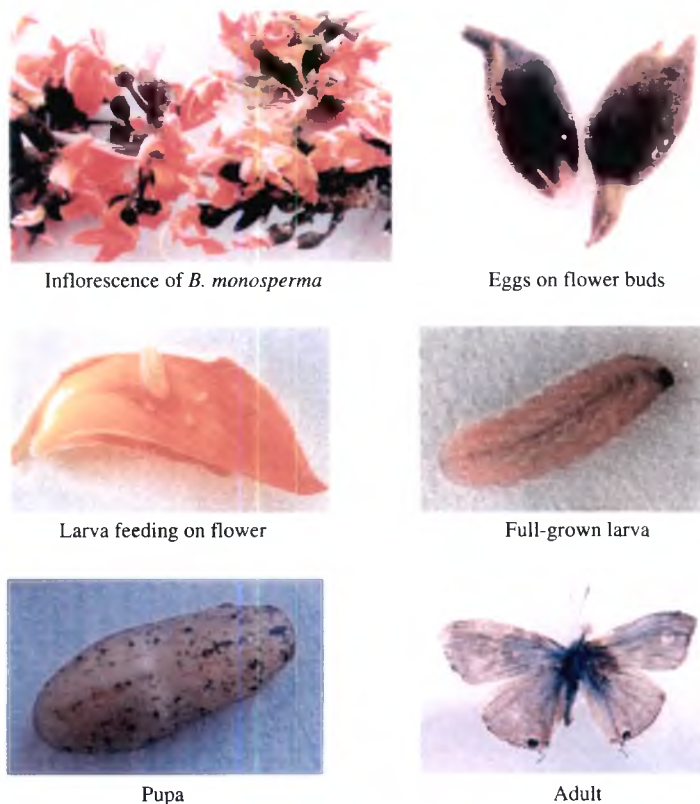 Inflorescence of B. monosperma
Eggs on flower buds
Larva feeding on flower
Full-grown larva
Pupa
Adult